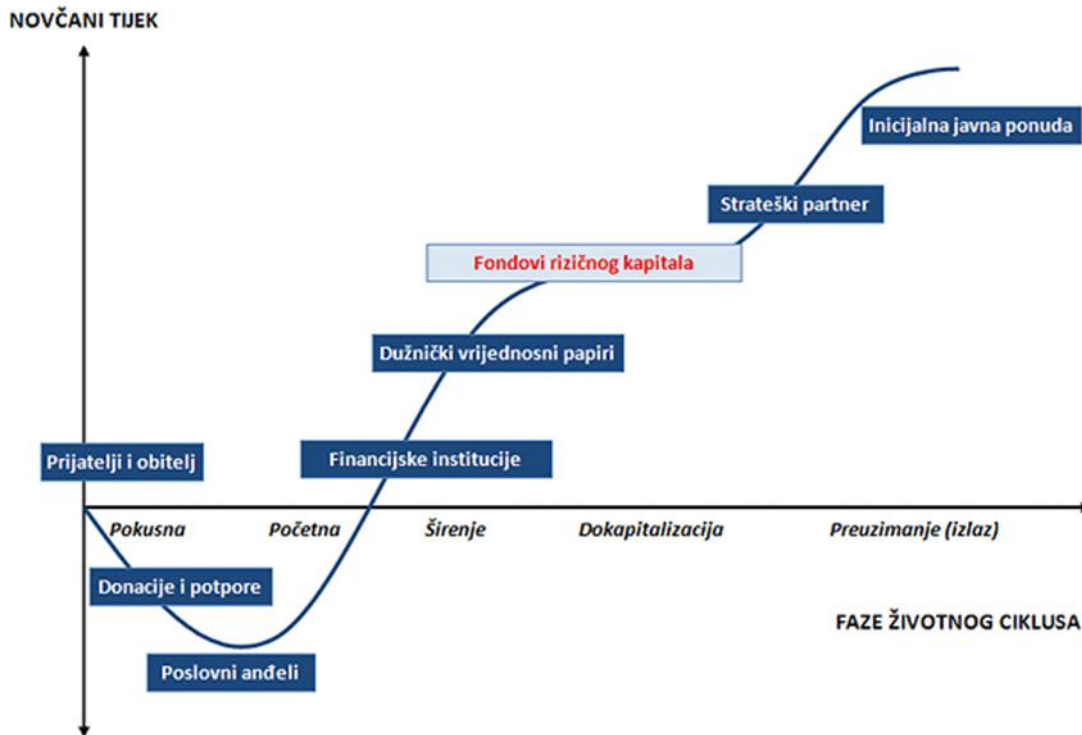 NOVČANI TIJEK
Inicijalna javna ponuda
Strateški partner
Fondovi rizičnog kapitala
Dužnički vrijednosni papiri
Prijatelji i obitelj
Financijske institucije
Pokusna
Početna
Širenje
Dokapitalizacija
Preuzimanje (izlaz)
Donacije i potpore
FAZE ŽIVOTNOG CIKLUSA
Poslovni anđeli